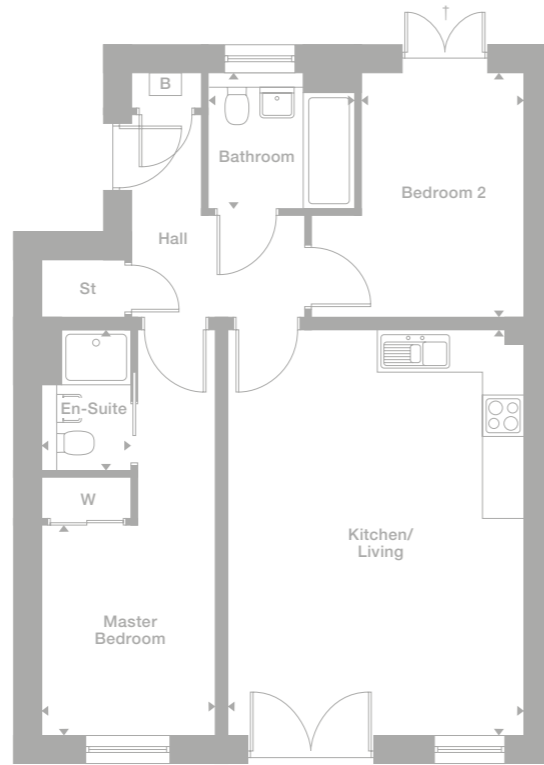 B
Bathroom
Bedroom 2
Hall
St
En-Suite
W
Kitchen/
Living
Master
Bedroom